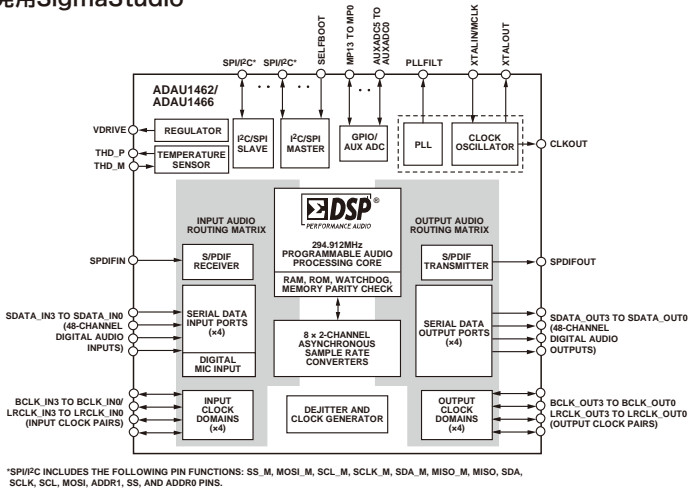 発用SigmaStudio
SPI/I²C* SPI/I²C*
SELFBOOT
MP13 TO MP0
AUXADC5 TO
AUXADC0
PLLFILT
XTALIN/MCLK
XTALOUT
ADAU1462/
ADAU1466
VDRIVE
REGULATOR
THD_P
THD_M
TEMPERATURE
SENSOR
I²C/SPI
SLAVE
I²C/SPI
MASTER
GPIO/
AUX ADC
PLL
CLOCK
OSCILLATOR
CLKOUT
INPUT AUDIO
ROUTING MATRIX
ΣDSP®
PERFORMANCE AUDIO
294.912MHz
PROGRAMMABLE AUDIO
PROCESSING CORE
RAM, ROM, WATCHDOG,
MEMORY PARITY CHECK
OUTPUT AUDIO
ROUTING MATRIX
SPDIFIN
S/PDIF
RECEIVER
S/PDIF
TRANSMITTER
SPDIFOUT
SDATA_IN3 TO SDATA_IN0
(48-CHANNEL
DIGITAL AUDIO
INPUTS)
SERIAL DATA
INPUT PORTS
(×4)
DIGITAL
MIC INPUT
8 × 2-CHANNEL
ASYNCHRONOUS
SAMPLE RATE
CONVERTERS
SERIAL DATA
OUTPUT PORTS
(×4)
SDATA_OUT3 TO SDATA_OUT0
(48-CHANNEL
DIGITAL AUDIO
OUTPUTS)
BCLK_IN3 TO BCLK_IN0/
LRCLK_IN3 TO LRCLK_IN0
(INPUT CLOCK PAIRS)
INPUT
CLOCK
DOMAINS
(×4)
DEJITTER AND
CLOCK GENERATOR
OUTPUT
CLOCK
DOMAINS
(×4)
BCLK_OUT3 TO BCLK_OUT0
LRCLK_OUT3 TO LRCLK_OUT0
(OUTPUT CLOCK PAIRS)
*SPI/I²C INCLUDES THE FOLLOWING PIN FUNCTIONS: SS_M, MOSI_M, SCL_M, SCLK_M, SDA_M, MISO_M, MISO, SDA,
SCLK, SCL, MOSI, ADDR1, SS, AND ADDR0 PINS.